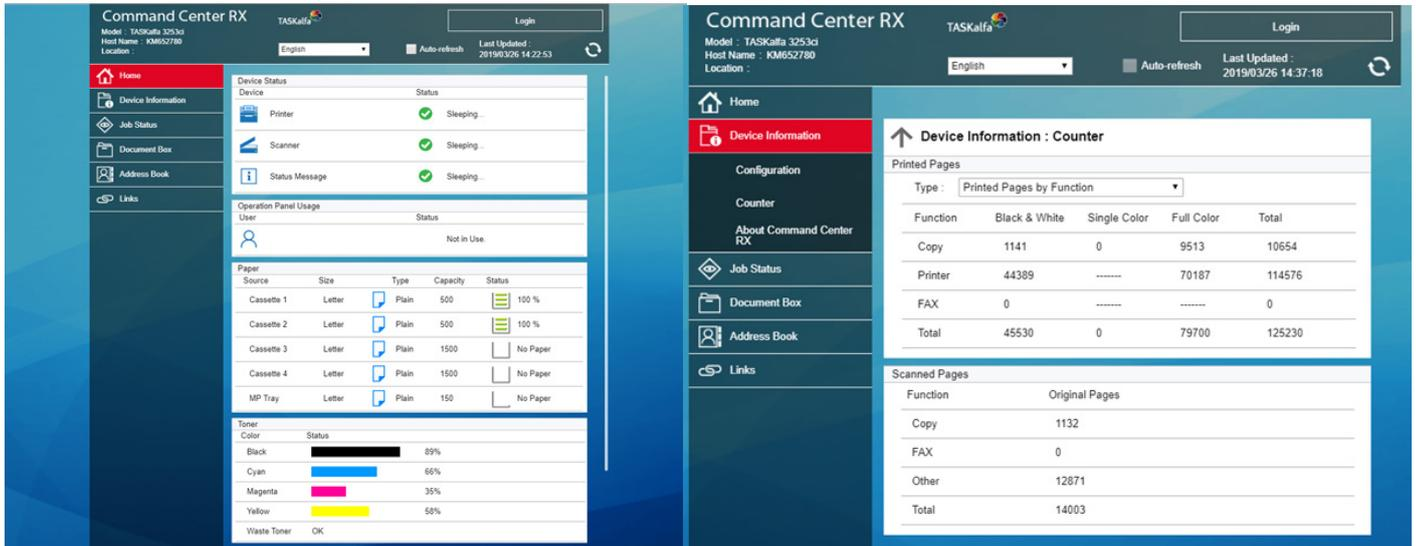 Command Center RX
TASKalfa
Login
Model : TASKalfa 3253ci
Host Name : KM652780
Location :
English
Auto-refresh
Last Updated :
2019/03/26 14:22:53
Home
Device Information
Job Status
Document Box
Address Book
Links
Device Status
Device Status
Printer Sleeping...
Scanner Sleeping...
Status Message Sleeping...
Operation Panel Usage
User Status
Not in Use.
Paper
Source Size Type Capacity Status
Cassette 1 Letter Plain 500 100 %
Cassette 2 Letter Plain 500 100 %
Cassette 3 Letter Plain 1500 No Paper
Cassette 4 Letter Plain 1500 No Paper
MP Tray Letter Plain 150 No Paper
Toner
Color Status
Black 89%
Cyan 66%
Magenta 35%
Yellow 58%
Waste Toner OK
Command Center RX
TASKalfa
Login
Model : TASKalfa 3253ci
Host Name : KM652780
Location :
English
Auto-refresh
Last Updated :
2019/03/26 14:37:18
Home
Device Information
Configuration
Counter
About Command Center
RX
Job Status
Document Box
Address Book
Links
Device Information : Counter
Printed Pages
Type : Printed Pages by Function
Function Black & White Single Color Full Color Total
Copy 1141 0 9513 10654
Printer 44389 ------- 70187 114576
FAX 0 ------- ------- 0
Total 45530 0 79700 125230
Scanned Pages
Function Original Pages
Copy 1132
FAX 0
Other 12871
Total 14003